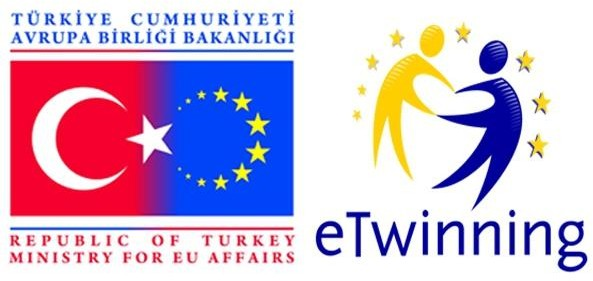 TÜRKİYE CUMHURİYETİ
AVRUPA BİRLİĞİ BAKANLIĞI
REPUBLIC OF TURKEY
MINISTRY FOR EU AFFAIRS
eTwinning